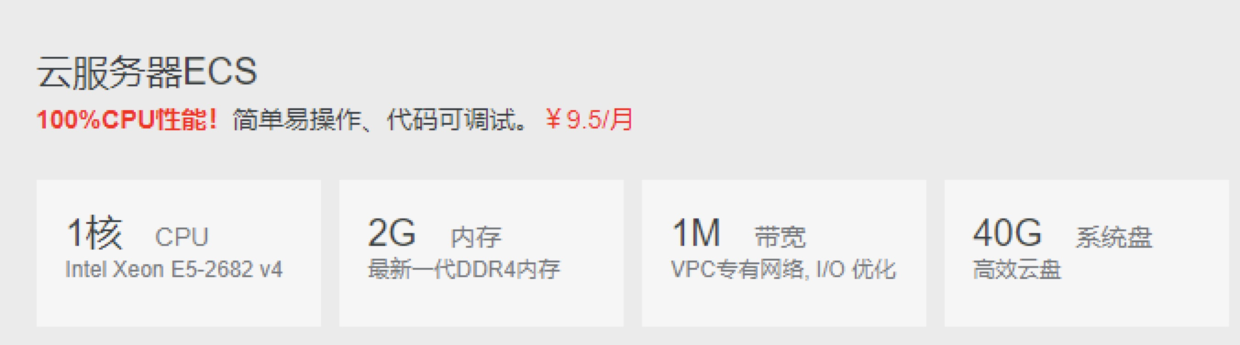 云服务器ECS
100%CPU性能！简单易操作、代码可调试。￥9.5/月
1核 CPU
Intel Xeon E5-2682 v4
2G 内存
最新一代DDR4内存
1M 带宽
VPC专有网络, I/O 优化
40G 系统盘
高效云盘